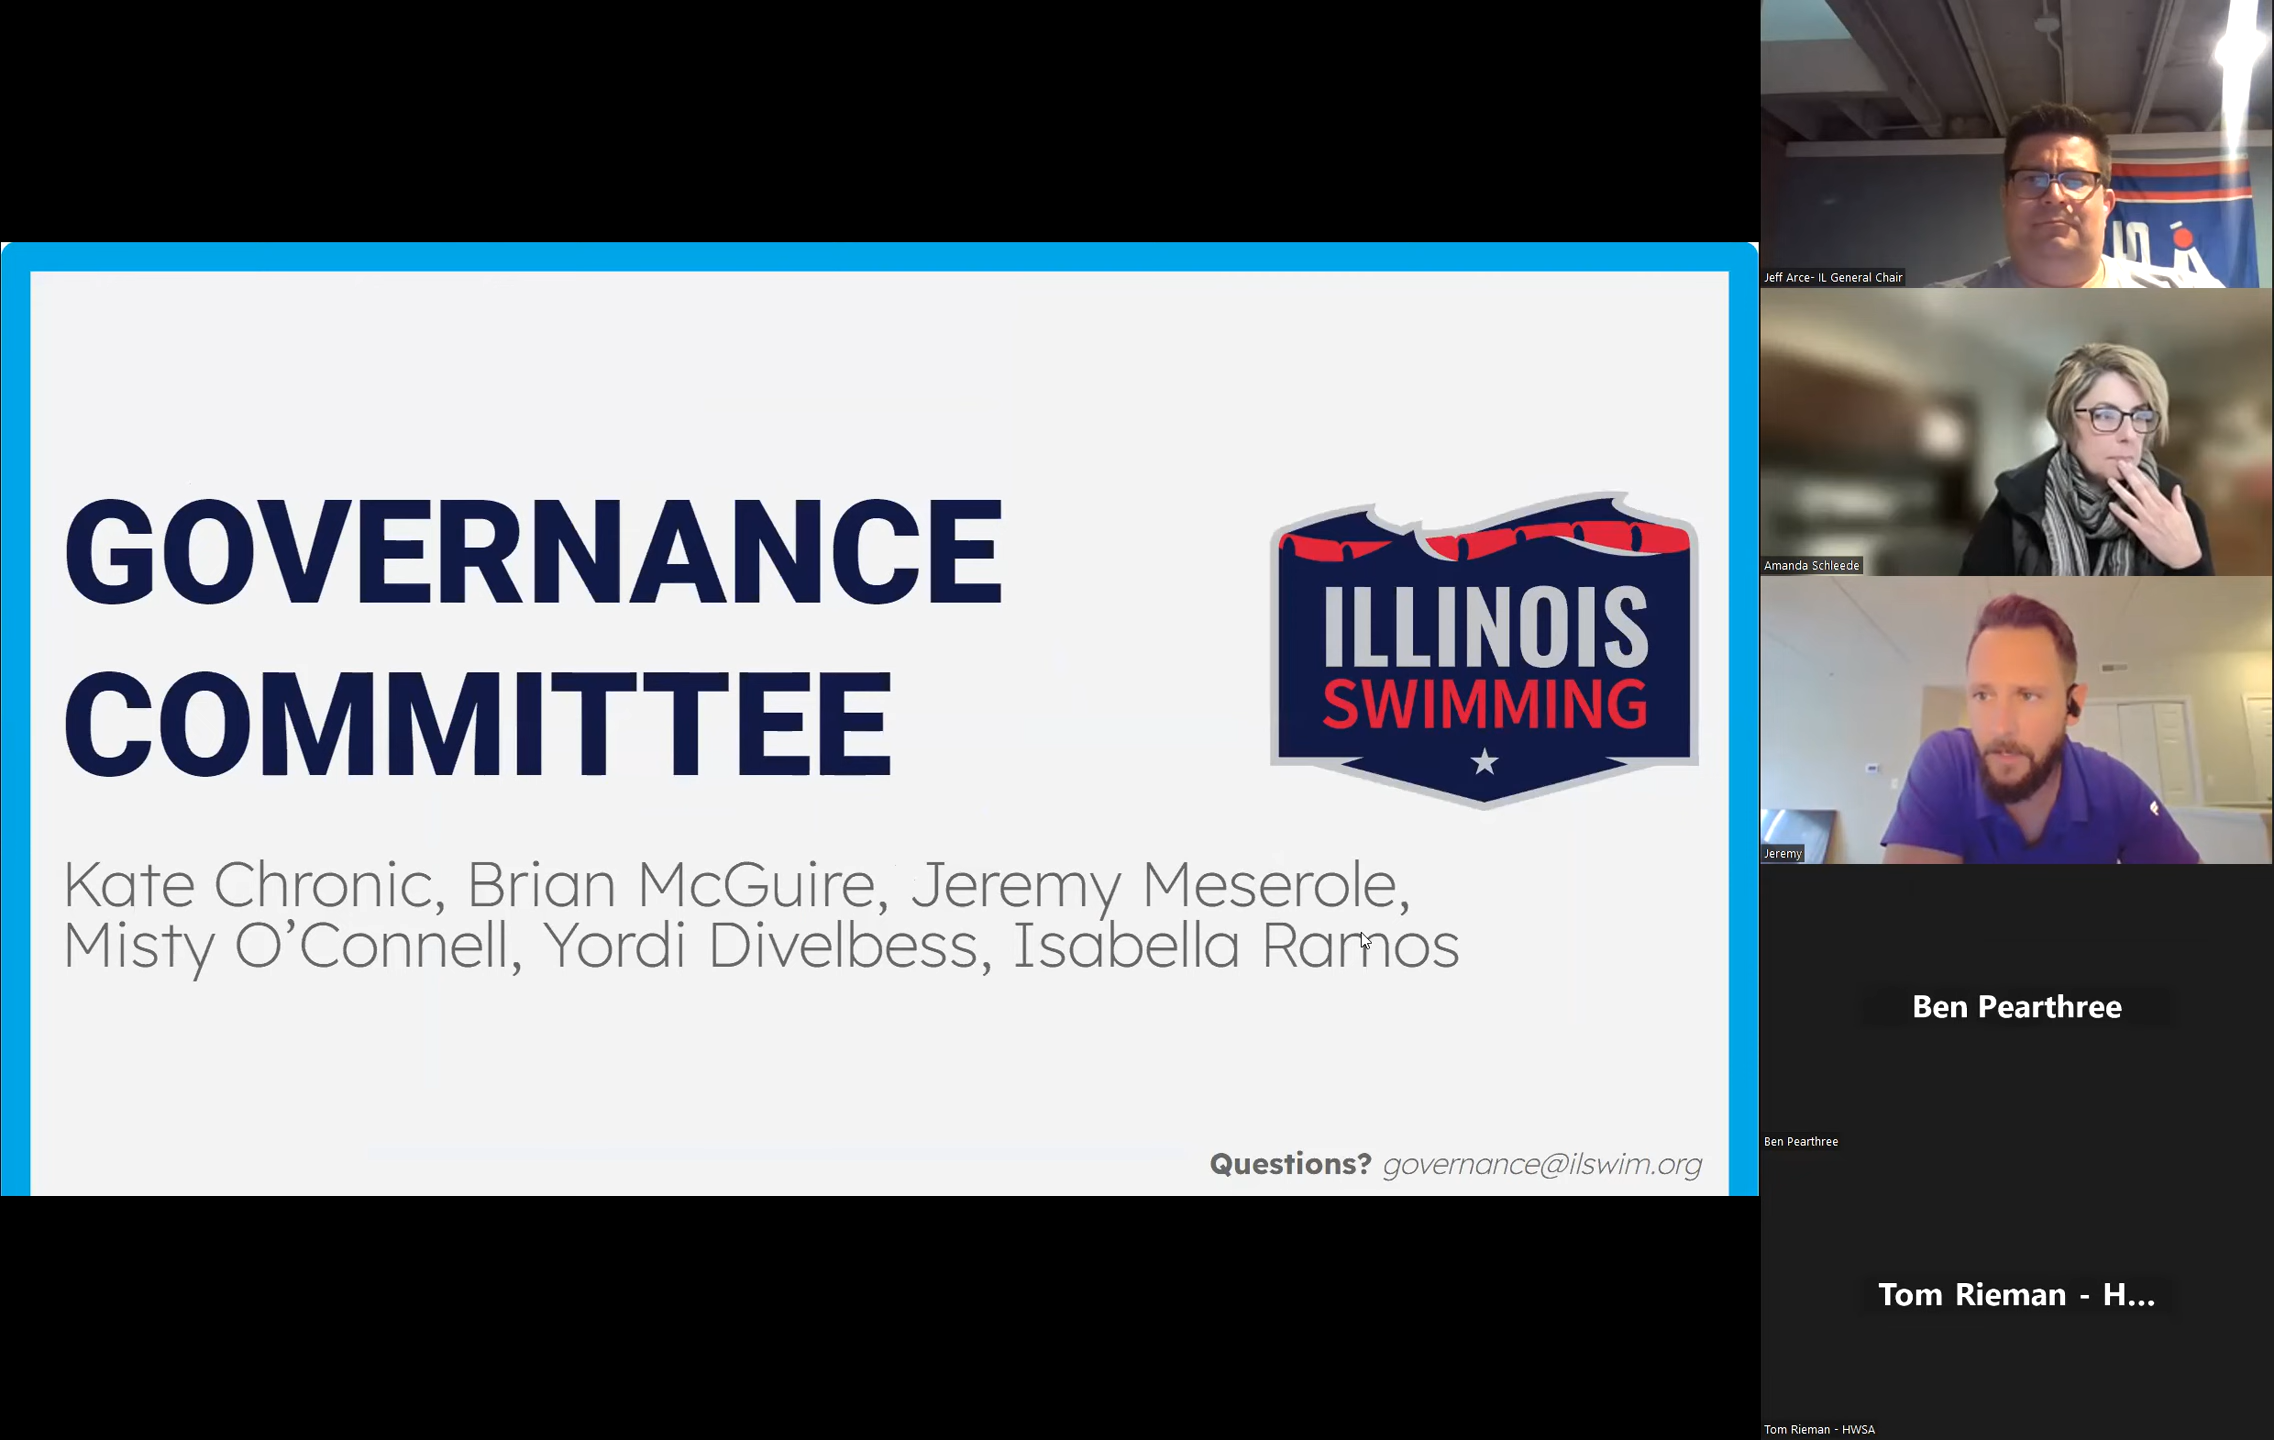 GOVERNANCE
COMMITTEE
Kate Chronic, Brian McGuire, Jeremy Meserole,
Misty O’Connell, Yordi Divelbess, Isabella Ramos
ILLINOIS
SWIMMING
Questions? governance@ilswim.org
Jeff Arce- IL General Chair
Amanda Schleede
Jeremy
Ben Pearthree
Ben Pearthree
Tom Rieman - H...
Tom Rieman - HWSA